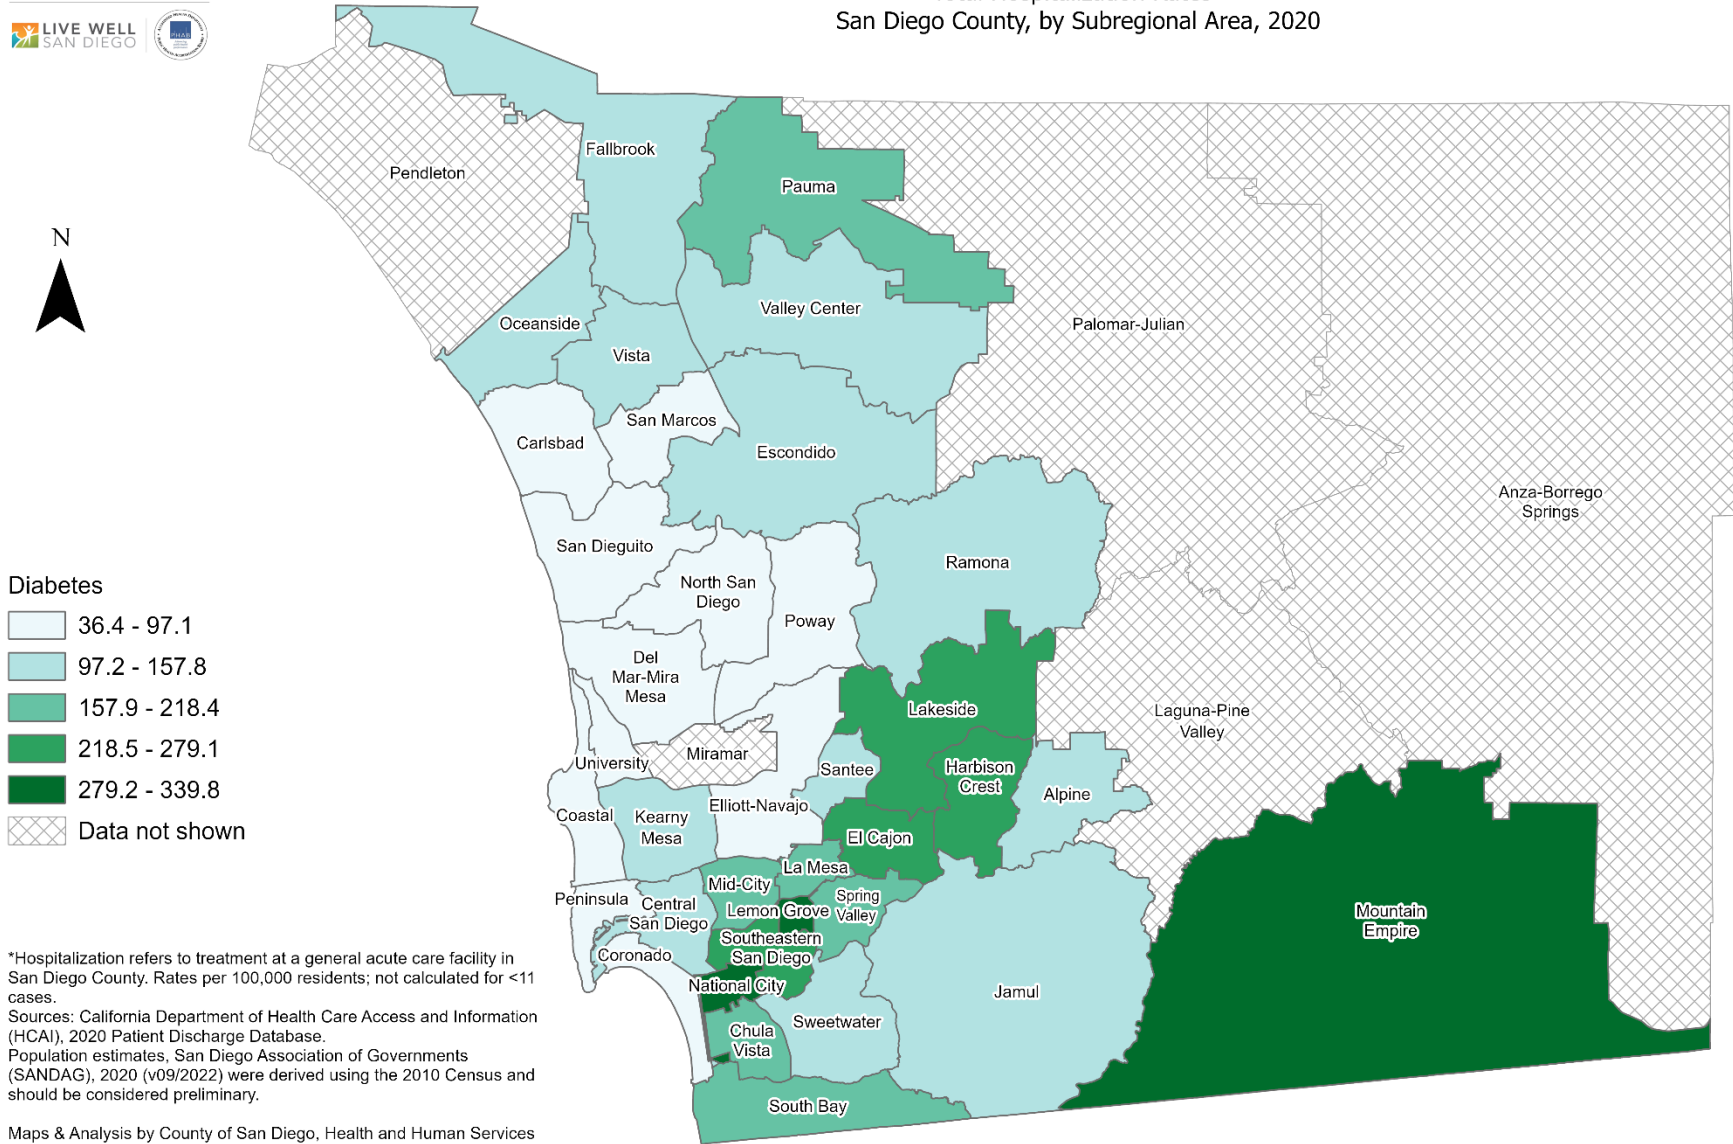 LIVE WELL
SAN DIEGO
PHAB
San Diego County, by Subregional Area, 2020
N
Pendleton
Fallbrook
Pauma
Valley Center
Oceanside
Vista
Palomar-Julian
San Marcos
Carlsbad
Escondido
Anza-Borrego
Springs
San Dieguito
Ramona
North San
Diego
Poway
Del
Mar-Mira
Mesa
Lakeside
Laguna-Pine
Valley
Miramar
University
Santee
Harbison
Crest
Alpine
Elliott-Navajo
Coastal
Kearny
Mesa
El Cajon
La Mesa
Mid-City
Peninsula
Central
San Diego
Lemon Grove
Spring
Valley
Mountain
Empire
Southeastern
San Diego
Coronado
National City
Jamul
Sweetwater
Chula
Vista
South Bay
Diabetes
36.4 - 97.1
97.2 - 157.8
157.9 - 218.4
218.5 - 279.1
279.2 - 339.8
Data not shown
*Hospitalization refers to treatment at a general acute care facility in
San Diego County. Rates per 100,000 residents; not calculated for <11
cases.
Sources: California Department of Health Care Access and Information
(HCAI), 2020 Patient Discharge Database.
Population estimates, San Diego Association of Governments
(SANDAG), 2020 (v09/2022) were derived using the 2010 Census and
should be considered preliminary.
Maps & Analysis by County of San Diego, Health and Human Services